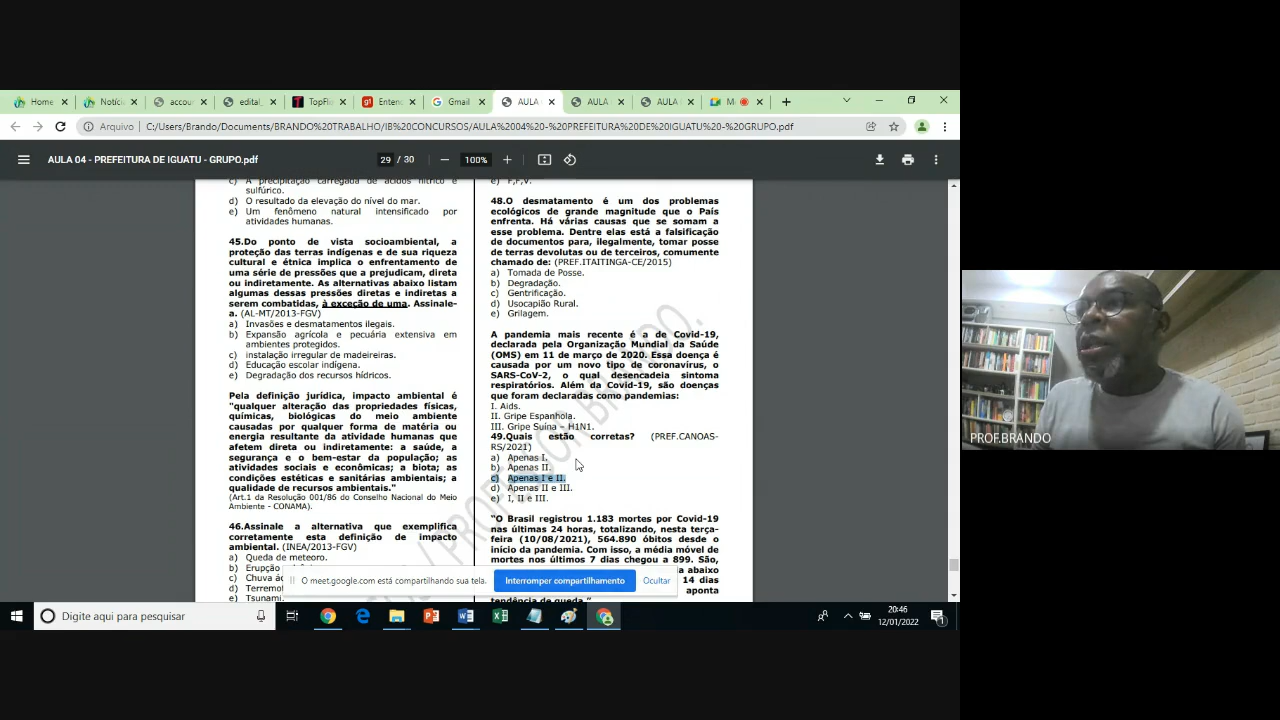 Home
Notíci
accou
edital_
TopFlo
Enten
Gmail
AULA
AULA
AULA
M
Arquivo
C:/Users/Brando/Documents/BRANDO%20TRABALHO/IB%20CONCURSOS/AULA%2004%20-%20PREFEITURA%20DE%20IGUATU%20-%20GRUPO.pdf
AULA 04 - PREFEITURA DE IGUATU - GRUPO.pdf
29 / 30
100%
c) A precipitação carregada de ácidos nítrico e
sulfúrico.
d) O resultado da elevação do nível do mar.
e) Um fenômeno natural intensificado por
atividades humanas.
45.Do ponto de vista socioambiental, a
proteção das terras indígenas e de sua riqueza
cultural e étnica implica o enfrentamento de
uma série de pressões que a prejudicam, direta
ou indiretamente. As alternativas abaixo listam
algumas dessas pressões diretas e indiretas a
serem combatidas, à exceção de uma. Assinale-
a. (AL-MT/2013-FGV)
a) Invasões e desmatamentos ilegais.
b) Expansão agrícola e pecuária extensiva em
ambientes protegidos.
c) instalação irregular de madeireiras.
d) Educação escolar indígena.
e) Degradação dos recursos hídricos.
Pela definição jurídica, impacto ambiental é
"qualquer alteração das propriedades físicas,
químicas, biológicas do meio ambiente
causadas por qualquer forma de matéria ou
energia resultante da atividade humanas que
afetem direta ou indiretamente: a saúde, a
segurança e o bem-estar da população; as
atividades sociais e econômicas; a biota; as
condições estéticas e sanitárias ambientais; a
qualidade de recursos ambientais."
(Art.1 da Resolução 001/86 do Conselho Nacional do Meio
Ambiente - CONAMA).
46.Assinale a alternativa que exemplifica
corretamente esta definição de impacto
ambiental. (INEA/2013-FGV)
a) Queda de meteoro.
b) Erupção
c) Chuva ác
d) Terremo
e) Tsunami.
e) F,F,V.
48.O desmatamento é um dos problemas
ecológicos de grande magnitude que o País
enfrenta. Há várias causas que se somam a
esse problema. Dentre elas está a falsificação
de documentos para, ilegalmente, tomar posse
de terras devolutas ou de terceiros, comumente
chamado de: (PREF.ITAITINGA-CE/2015)
a) Tomada de Posse.
b) Degradação.
c) Gentrificação.
d) Usocapião Rural.
e) Grilagem.
A pandemia mais recente é a de Covid-19,
declarada pela Organização Mundial da Saúde
(OMS) em 11 de março de 2020. Essa doença é
causada por um novo tipo de coronavírus, o
SARS-CoV-2, o qual desencadeia sintoma
respiratórios. Além da Covid-19, são doenças
que foram declaradas como pandemias:
I. Aids.
II. Gripe Espanhola.
III. Gripe Suína – H1N1.
49.Quais estão corretas? (PREF.CANOAS-
RS/2021)
a) Apenas I.
b) Apenas II.
c) Apenas I e II.
d) Apenas II e III.
e) I, II e III.
"O Brasil registrou 1.183 mortes por Covid-19
nas últimas 24 horas, totalizando, nesta terça-
feira (10/08/2021), 564.890 óbitos desde o
início da pandemia. Com isso, a média móvel de
mortes nos últimos 7 dias chegou a 899. São,
abaixo
14 dias
aponta
tendência de queda."
PROFESSOR BRANDO.
O meet.google.com está compartilhando sua tela.
Interromper compartilhamento
Ocultar
Digite aqui para pesquisar
20:46
12/01/2022
1
PROF.BRANDO